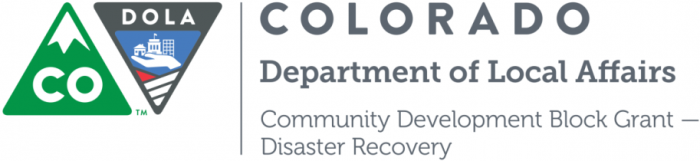 CO
DOLA
TM
COLORADO
Department of Local Affairs
Community Development Block Grant —
Disaster Recovery